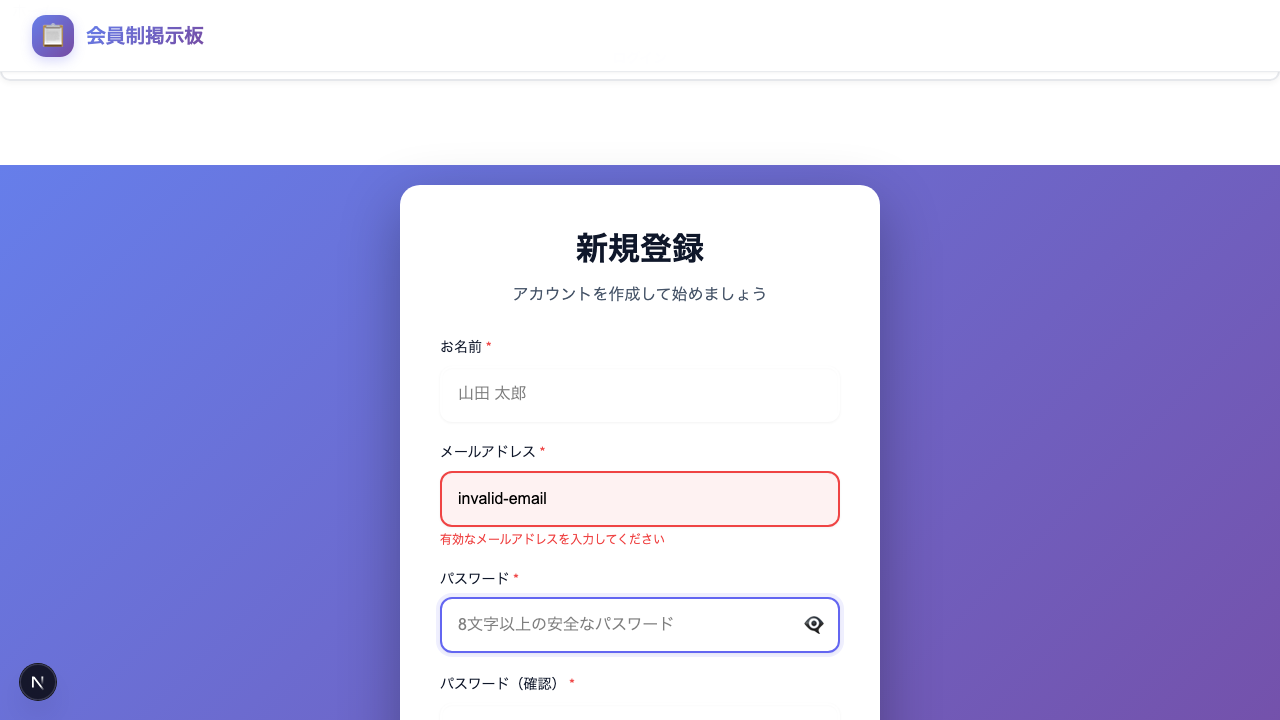 会員制掲示板
新規登録
アカウントを作成して始めましょう
お名前 *
山田 太郎
メールアドレス *
invalid-email
有効なメールアドレスを入力してください
パスワード *
8文字以上の安全なパスワード
パスワード（確認） *
N